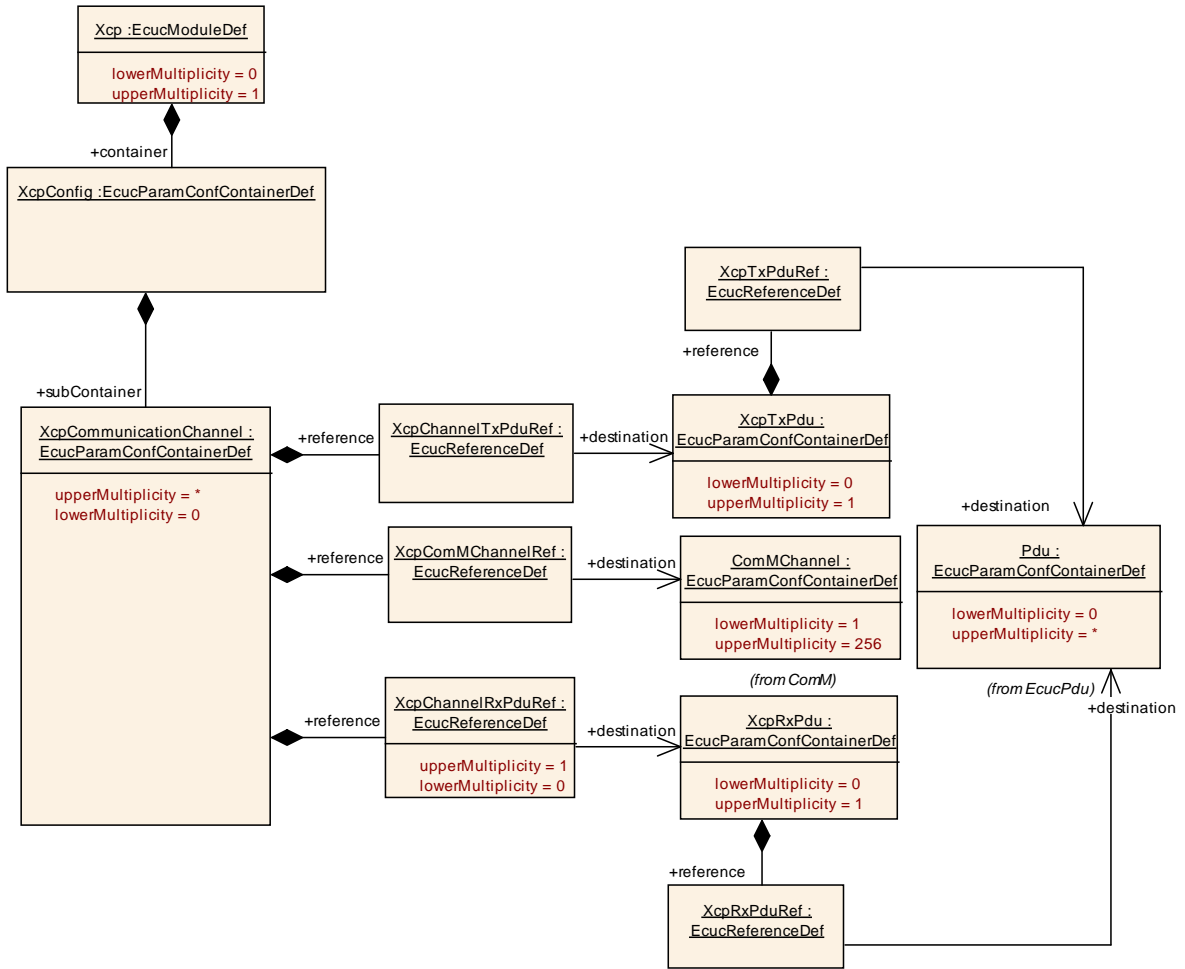 Xcp :EcucModuleDef
lowerMultiplicity = 0
upperMultiplicity = 1
+container
XcpConfig :EcucParamConfContainerDef
+subContainer
XcpCommunicationChannel :
EcucParamConfContainerDef
upperMultiplicity = *
lowerMultiplicity = 0
+reference
XcpChannelTxPduRef :
EcucReferenceDef
+destination
XcpTxPduRef :
EcucReferenceDef
+reference
XcpTxPdu :
EcucParamConfContainerDef
lowerMultiplicity = 0
upperMultiplicity = 1
+reference
XcpComMChannelRef :
EcucReferenceDef
+destination
ComMChannel :
EcucParamConfContainerDef
lowerMultiplicity = 1
upperMultiplicity = 256
(from ComM)
+destination
Pdu :
EcucParamConfContainerDef
lowerMultiplicity = 0
upperMultiplicity = *
(from EcucPdu)
+destination
+reference
XcpChannelRxPduRef :
EcucReferenceDef
upperMultiplicity = 1
lowerMultiplicity = 0
+destination
XcpRxPdu :
EcucParamConfContainerDef
lowerMultiplicity = 0
upperMultiplicity = 1
+reference
XcpRxPduRef :
EcucReferenceDef